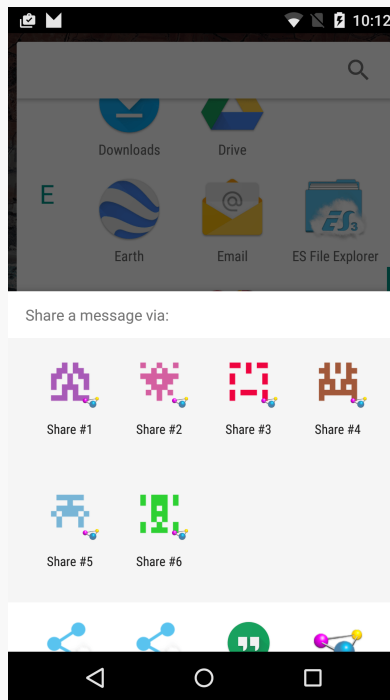 10:12
Downloads
Drive
E
Earth
Email
ES File Explorer
Share a message via:
Share #1
Share #2
Share #3
Share #4
Share #5
Share #6